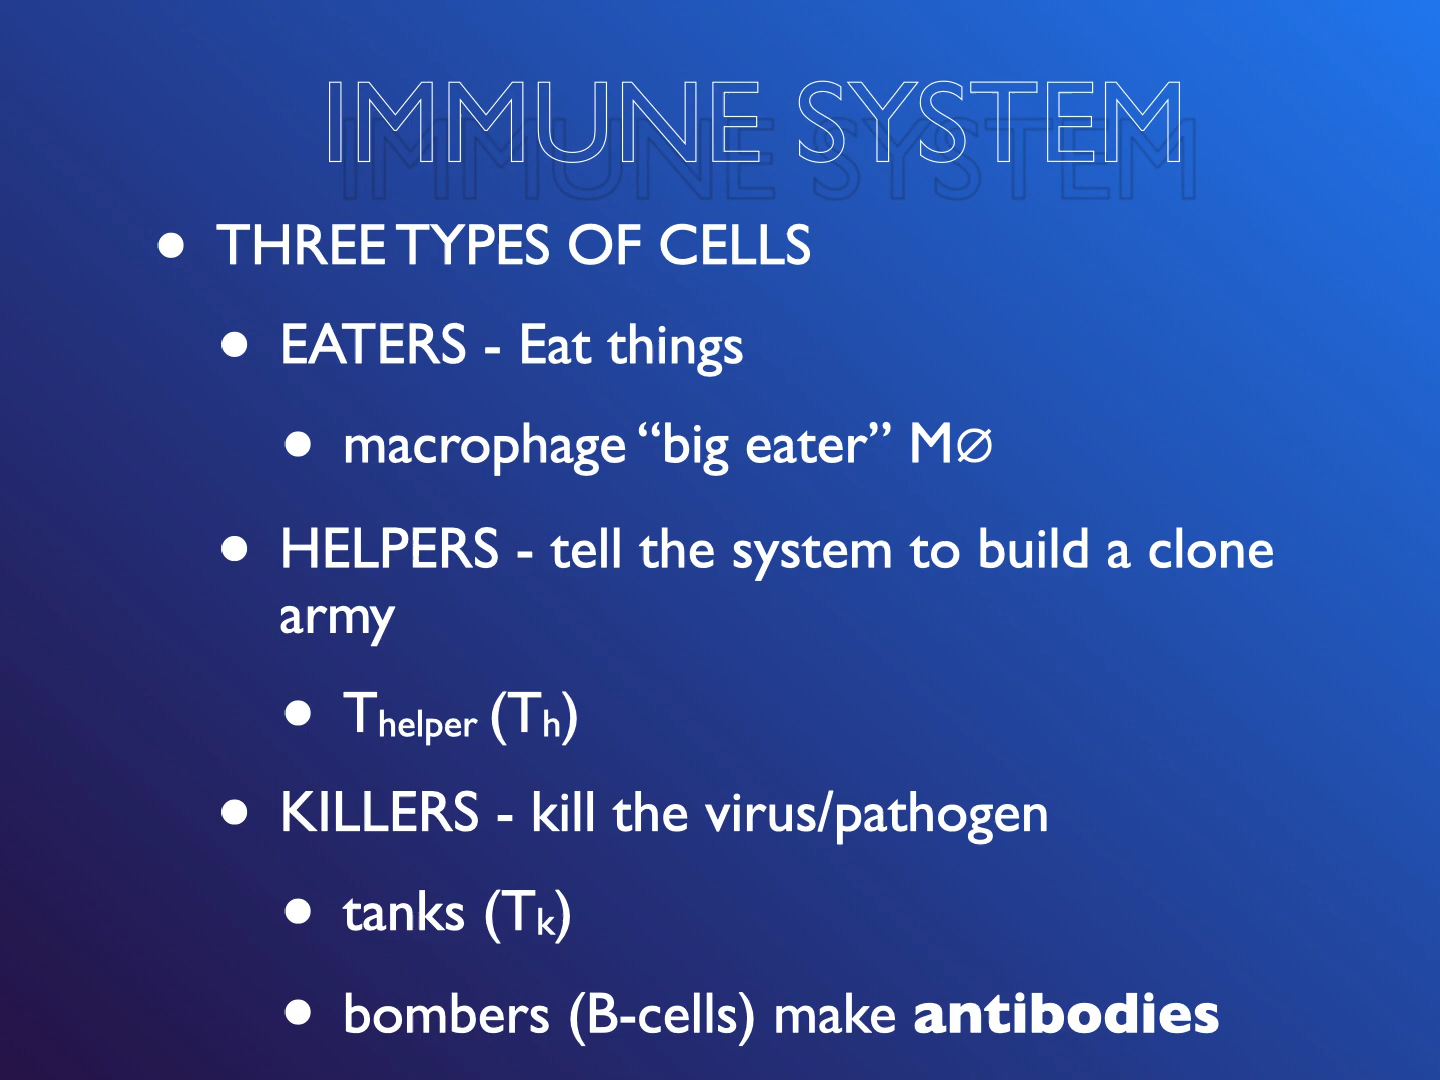 IMMUNE SYSTEM
• THREE TYPES OF CELLS
• EATERS - Eat things
• macrophage “big eater” M∅
• HELPERS - tell the system to build a clone
army
• Thelper (Th)
• KILLERS - kill the virus/pathogen
• tanks (Tk)
• bombers (B-cells) make antibodies